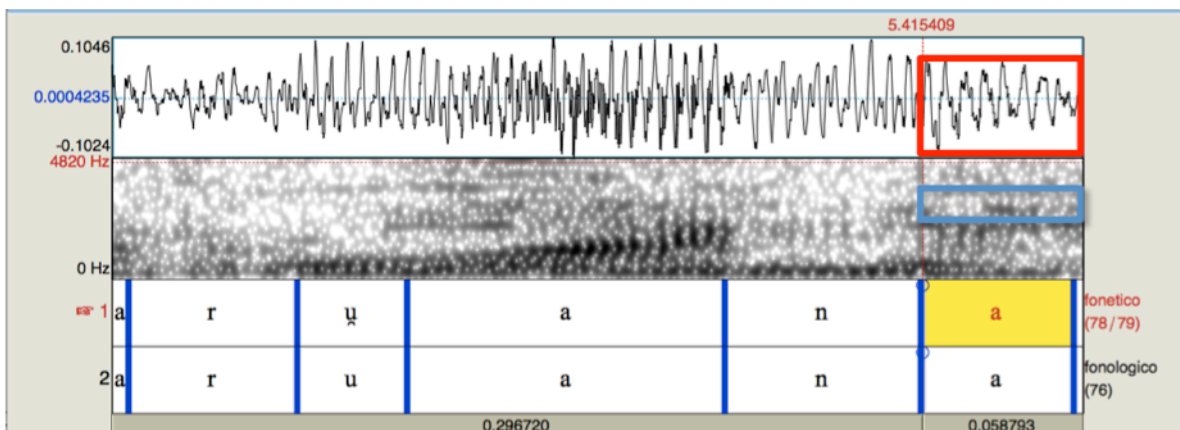 5.415409
0.1046
0.0004235
-0.1024
4820 Hz
0 Hz
☞ 1 a r u̯ a n a fonetico (78/79)
2 a r u a n a fonologico (76)
0.296720 0.058793